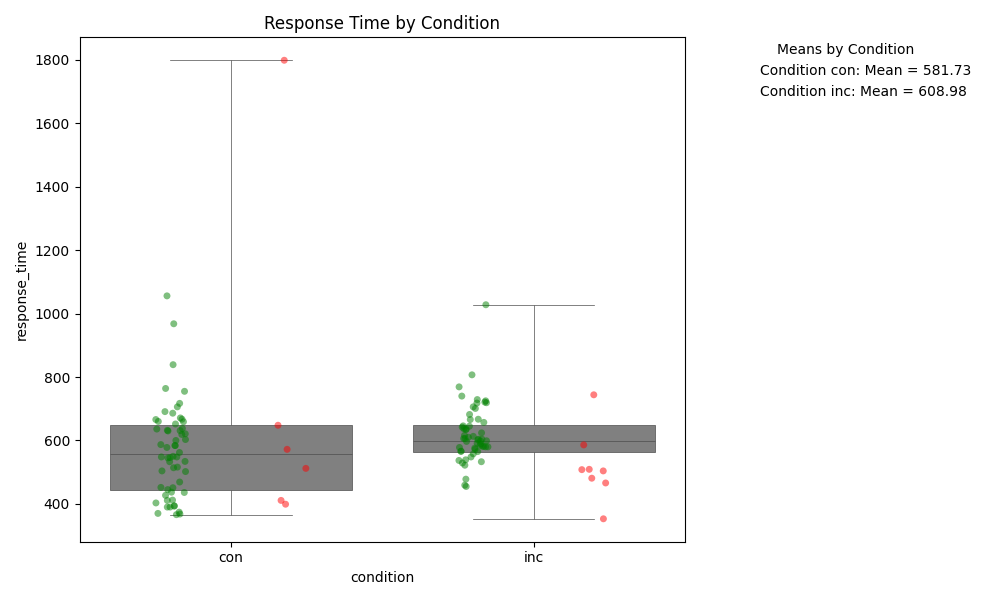 Response Time by Condition
Means by Condition
Condition con: Mean = 581.73
Condition inc: Mean = 608.98
1800
1600
1400
1200
1000
800
600
400
response_time
con
inc
condition